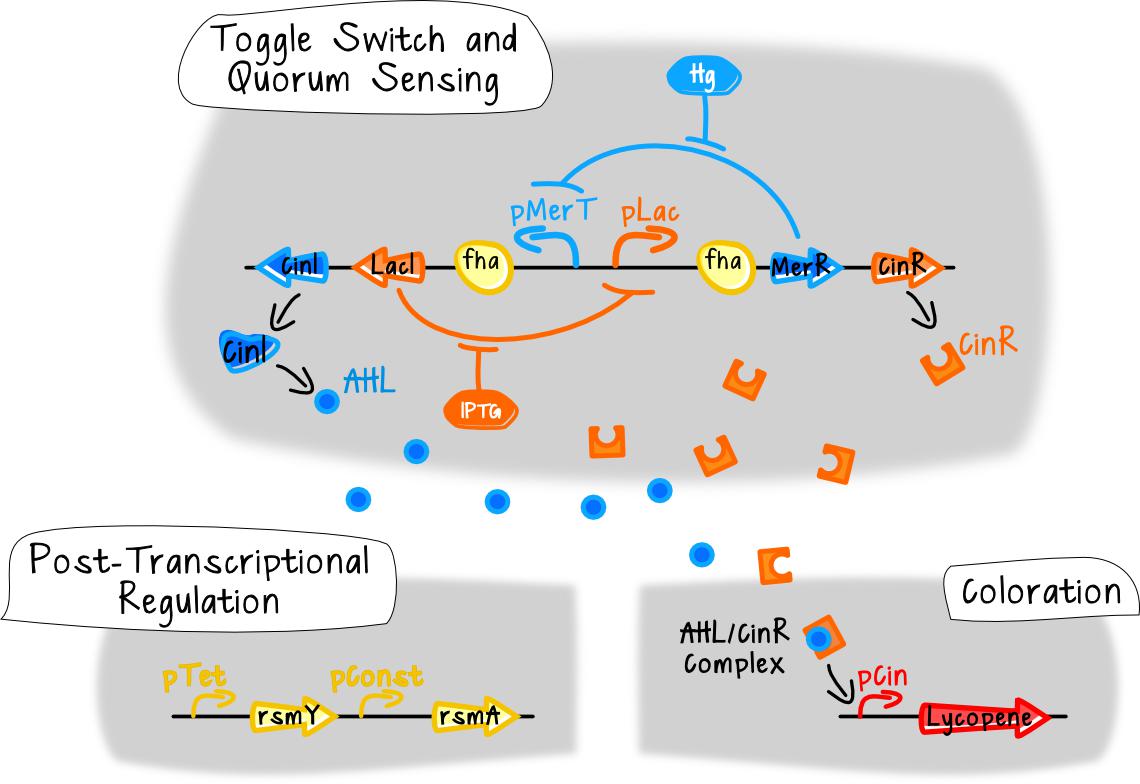 Toggle Switch and
Quorum Sensing
Hg
pMerT
pLac
CinI
LacI
fha
fha
MerR
CinR
CinI
AHL
IPTG
CinR
Post-Transcriptional
Regulation
Coloration
AHL/CinR
Complex
pTet
pConst
rsmY
rsmA
pCin
Lycopene